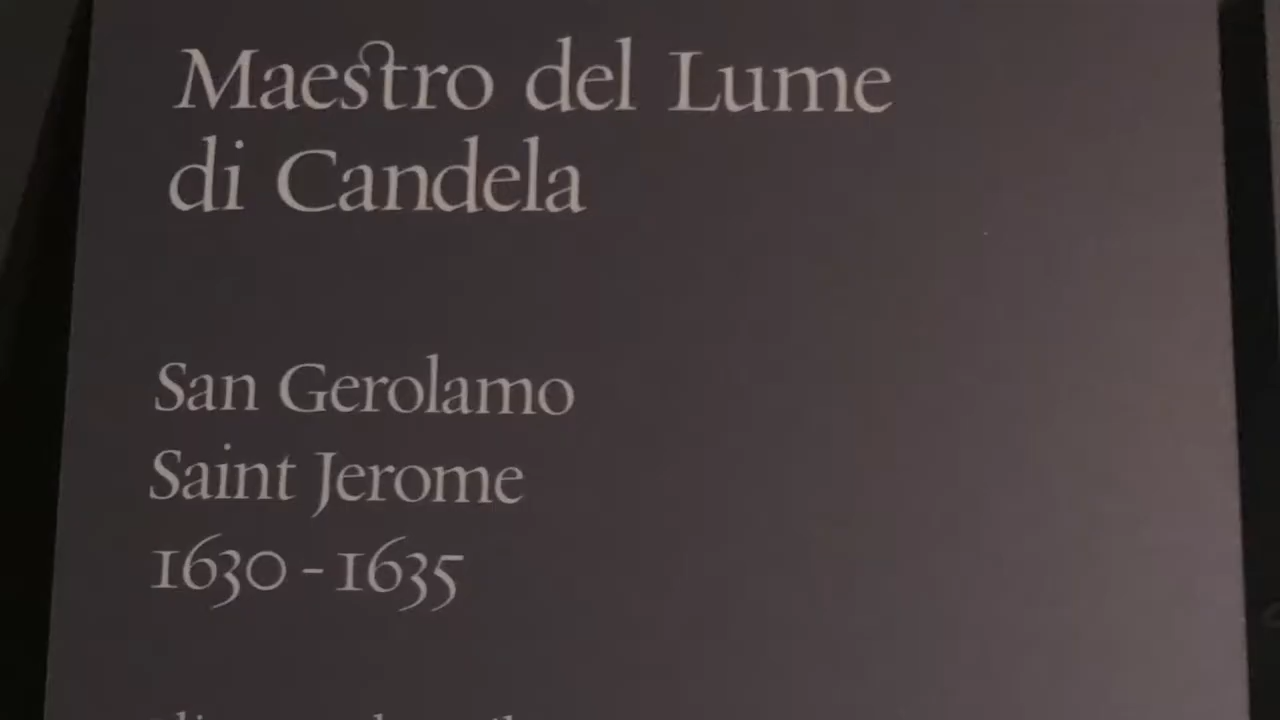 Maestro del Lume
di Candela
San Gerolamo
Saint Jerome
1630 - 1635